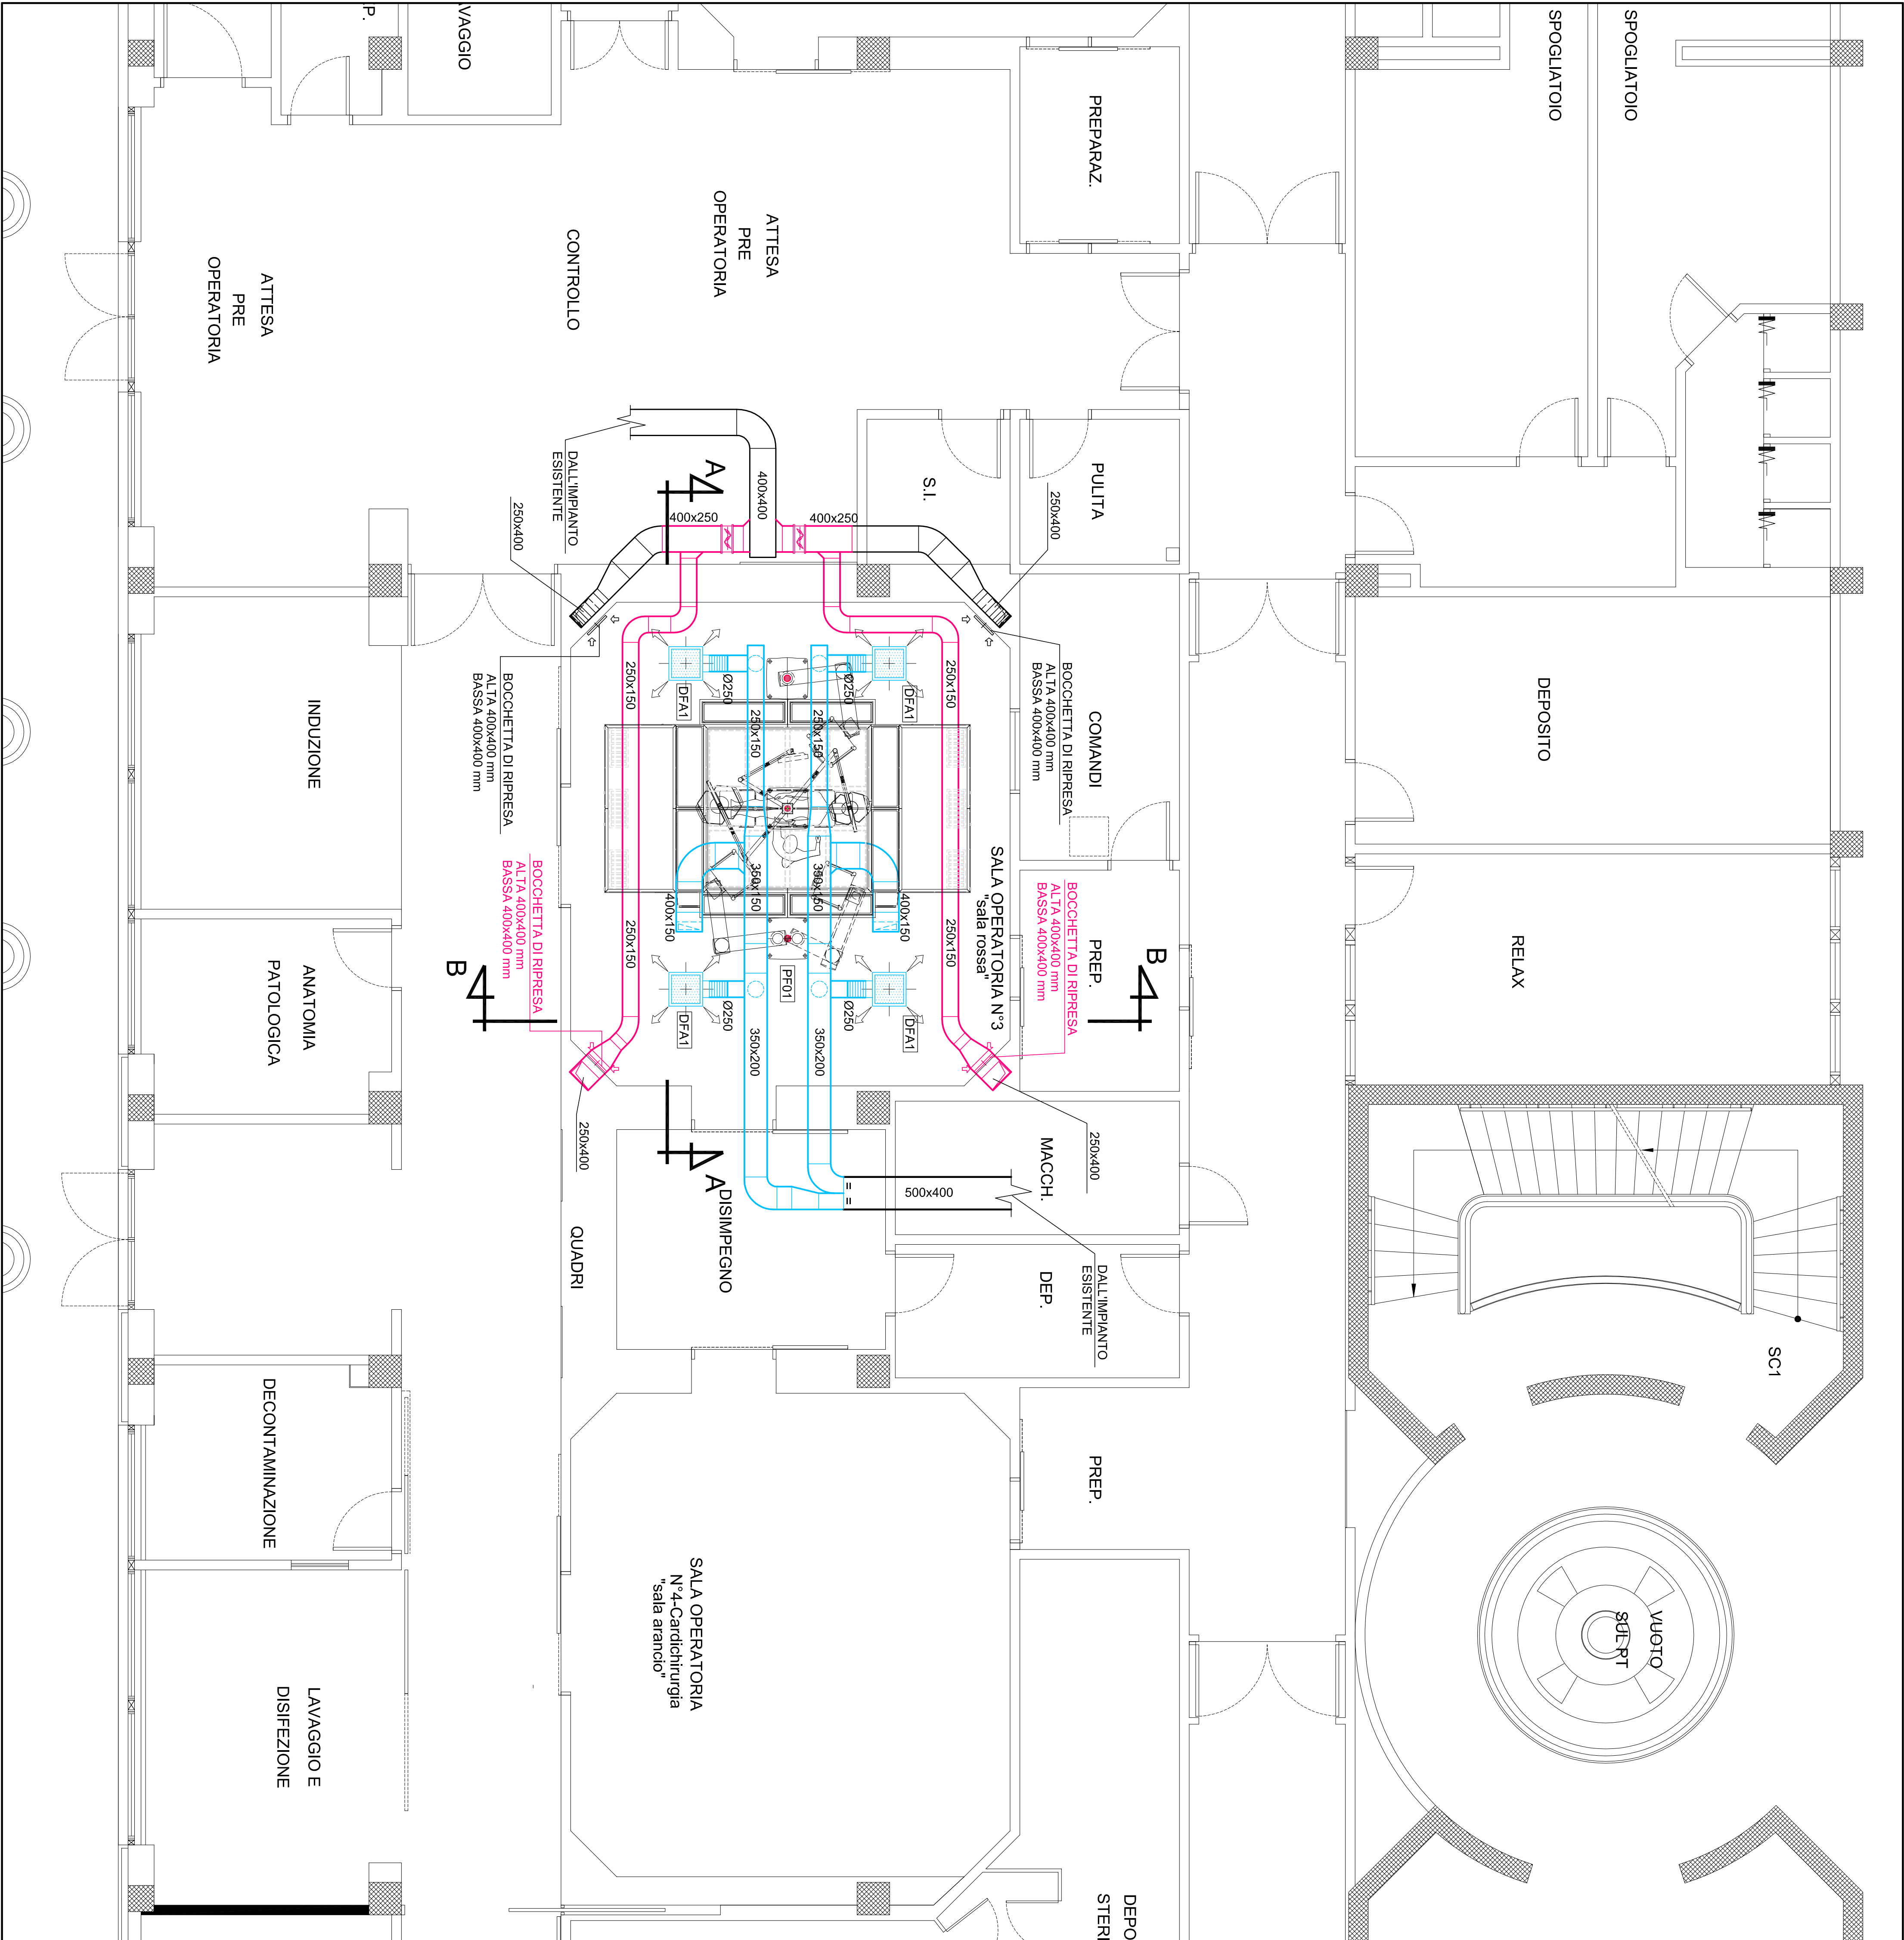 SPOGLIATOIO
SPOGLIATOIO
P.
AVAGGIO
PREPARAZ.
ATTESA
PRE
OPERATORIA
CONTROLLO
ATTESA
PRE
OPERATORIA
PULITA
S.I.
250x400
DALL'IMPIANTO
ESISTENTE
250x400
400x400
400x250
400x250
A
DEPOSITO
COMANDI
BOCCHETTA DI RIPRESA
ALTA 400x400 mm
BASSA 400x400 mm
BOCCHETTA DI RIPRESA
ALTA 400x400 mm
BASSA 400x400 mm
INDUZIONE
250x150
250x150
Ø250
Ø250
DFA1
DFA1
250x150
250x150
SALA OPERATORIA N°3
"sala rossa"
350x150
350x150
400x150
400x150
250x150
250x150
BOCCHETTA DI RIPRESA
ALTA 400x400 mm
BASSA 400x400 mm
BOCCHETTA DI RIPRESA
ALTA 400x400 mm
BASSA 400x400 mm
PREP.
RELAX
B
B
PF01
Ø250
Ø250
DFA1
DFA1
350x200
350x200
ANATOMIA
PATOLOGICA
250x400
250x400
A
MACCH.
500x400
DISIMPEGNO
QUADRI
DEP.
DALL'IMPIANTO
ESISTENTE
SC1
DECONTAMINAZIONE
PREP.
SALA OPERATORIA
N°4-Cardichirurgia
"sala arancio"
VUOTO
SUL PT
LAVAGGIO E
DISIFEZIONE
DEPO
STERI